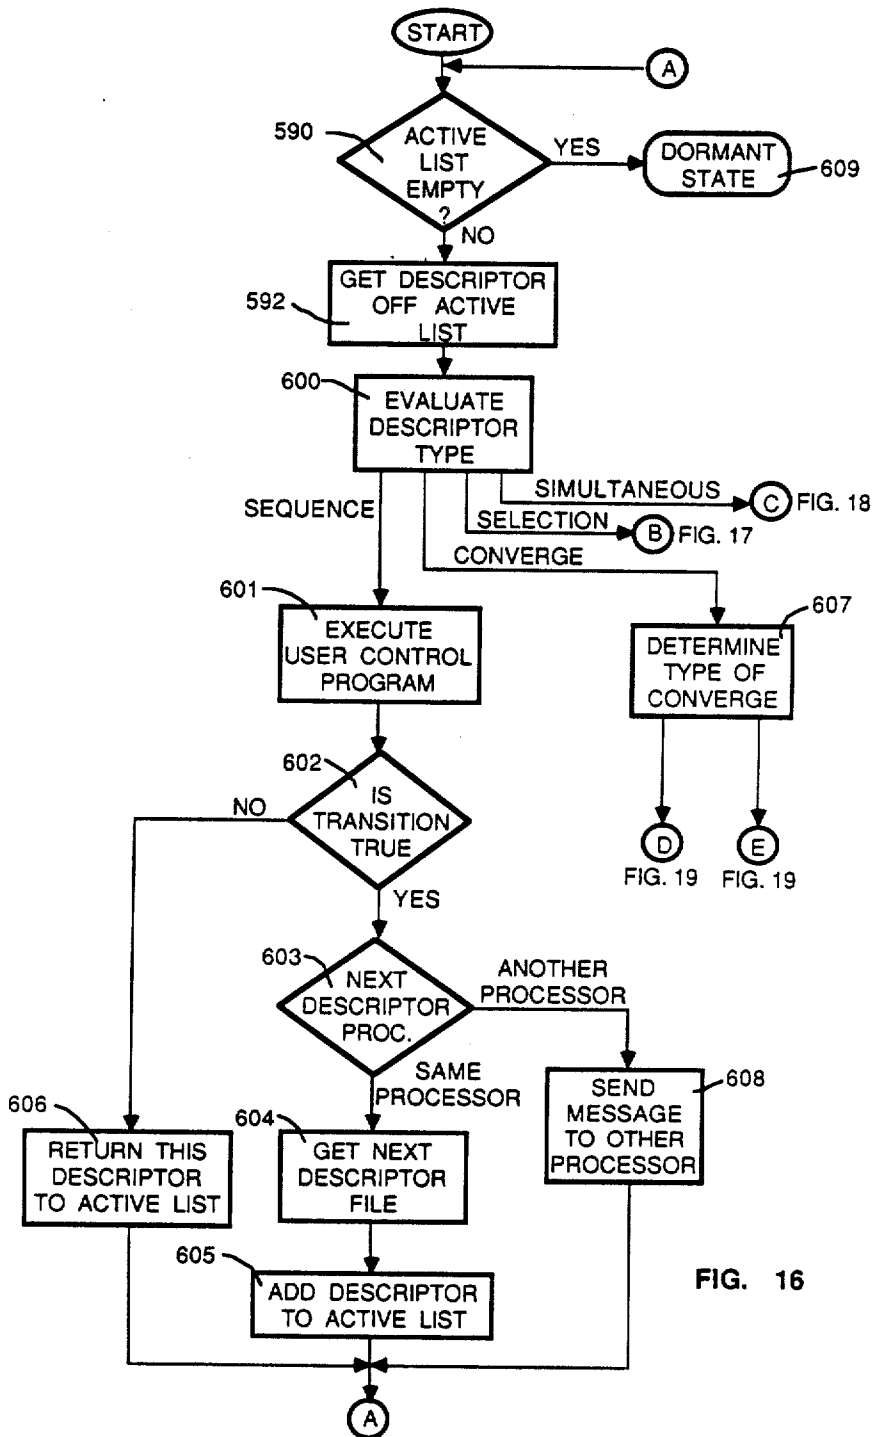 START
A
590
ACTIVE
LIST
EMPTY
?
YES
DORMANT
STATE
609
NO
592
GET DESCRIPTOR
OFF ACTIVE
LIST
600
EVALUATE
DESCRIPTOR
TYPE
SIMULTANEOUS
C FIG. 18
SEQUENCE
SELECTION
B FIG. 17
CONVERGE
601
EXECUTE
USER CONTROL
PROGRAM
607
DETERMINE
TYPE OF
CONVERGE
602
IS
TRANSITION
TRUE
NO
YES
D
FIG. 19
E
FIG. 19
603
NEXT
DESCRIPTOR
PROC.
ANOTHER
PROCESSOR
SAME
PROCESSOR
606
RETURN THIS
DESCRIPTOR
TO ACTIVE LIST
604
GET NEXT
DESCRIPTOR
FILE
608
SEND
MESSAGE
TO OTHER
PROCESSOR
605
ADD DESCRIPTOR
TO ACTIVE LIST
FIG. 16
A